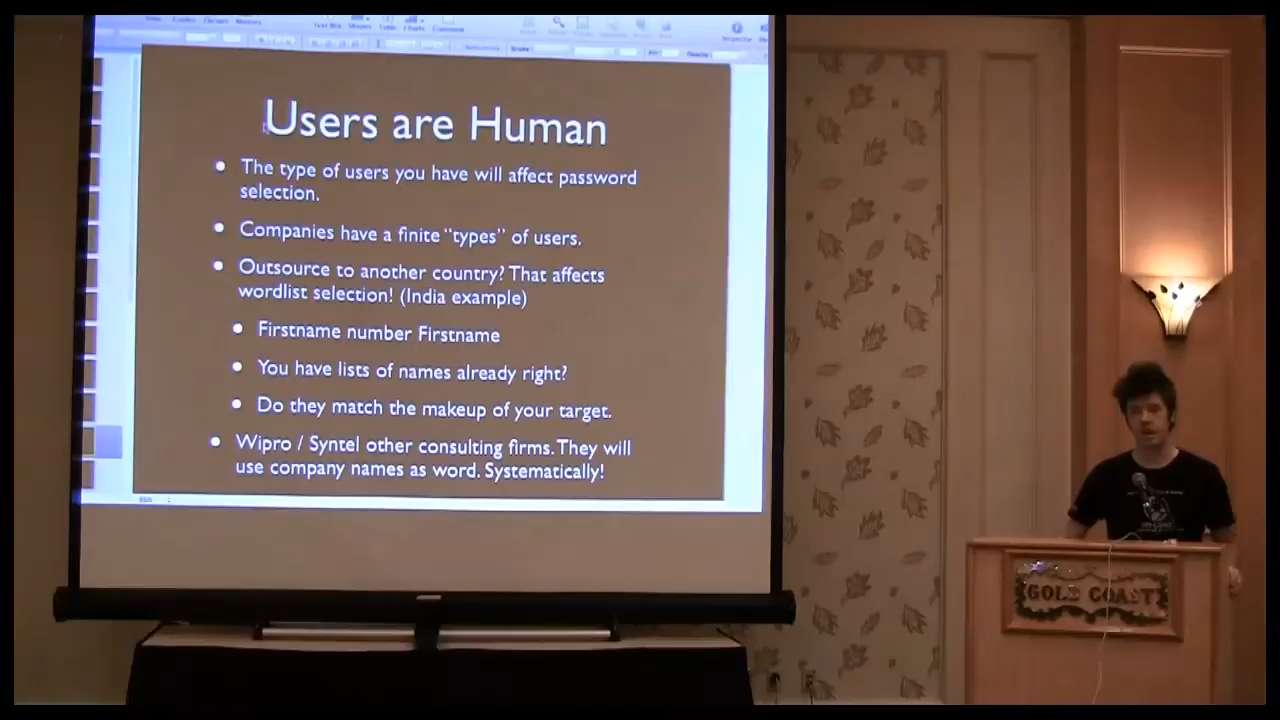 Inspector
Users are Human
The type of users you have will affect password
selection.
Companies have a finite "types" of users.
Outsource to another country? That affects
wordlist selection! (India example)
Firstname number Firstname
You have lists of names already right?
Do they match the makeup of your target.
Wipro / Syntel other consulting firms. They will
use company names as word. Systematically!
GOLD COAST